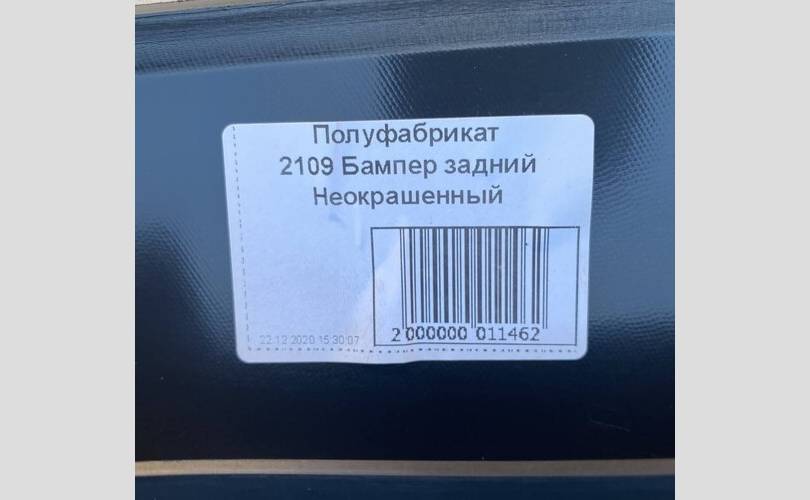 Полуфабрикат
2109 Бампер задний
Неокрашенный
22.12.2020 15:30:07
2 000000 011462